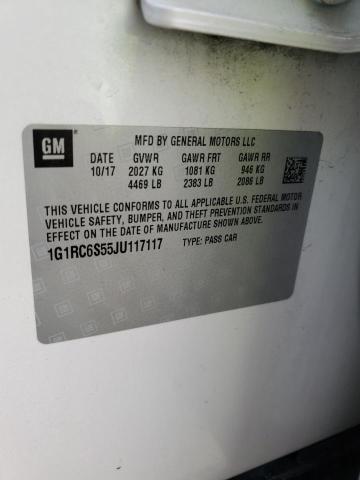 GM
MFD BY GENERAL MOTORS LLC
DATE GVWR GAWR FRT GAWR RR
10/17 2027 KG 1081 KG 946 KG
4469 LB 2383 LB 2086 LB
THIS VEHICLE CONFORMS TO ALL APPLICABLE U.S. FEDERAL MOTOR
VEHICLE SAFETY, BUMPER, AND THEFT PREVENTION STANDARDS IN
EFFECT ON THE DATE OF MANUFACTURE SHOWN ABOVE.
1G1RC6S55JU117117 TYPE: PASS CAR